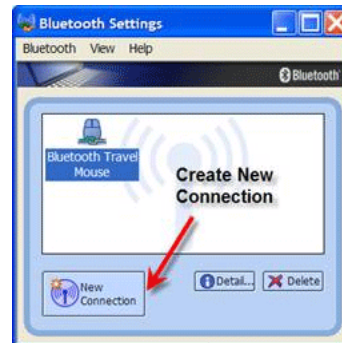 Bluetooth Settings
Bluetooth View Help
Bluetooth
Bluetooth Travel
Mouse
Create New
Connection
New
Connection
Detail...
Delete